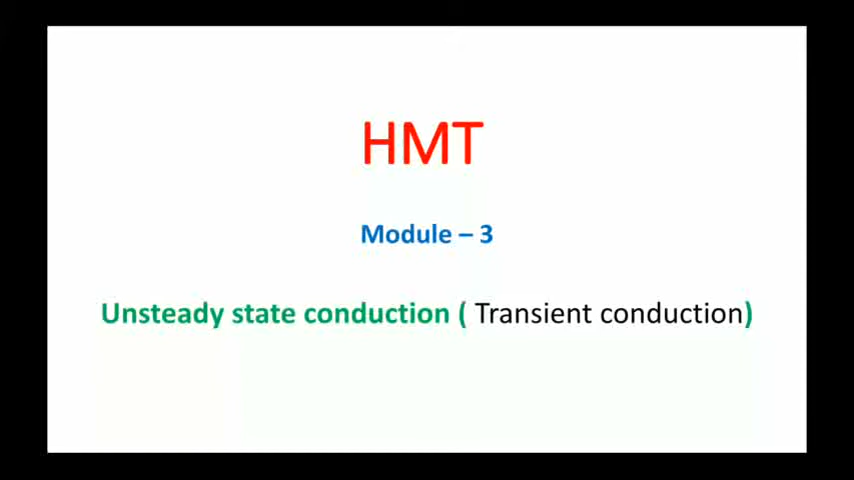 HMT
Module – 3
Unsteady state conduction ( Transient conduction)